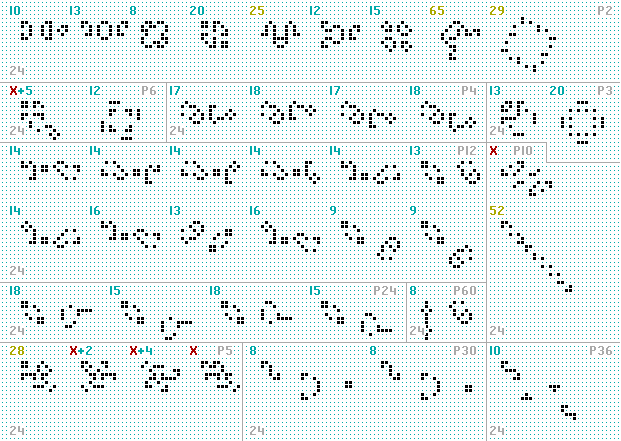 10 13 8 20 25 12 15 65 29 P2
24
X+5 12 P6 17 18 17 18 P4 13 20 P3
24 24 24
14 14 14 14 14 13 P12 X P10
14 16 13 16 9 9 52
24
18 15 18 15 P24 8 P60
24 24 24
28 X+2 X+4 X P5 8 8 P30 10 P36
24 24 24